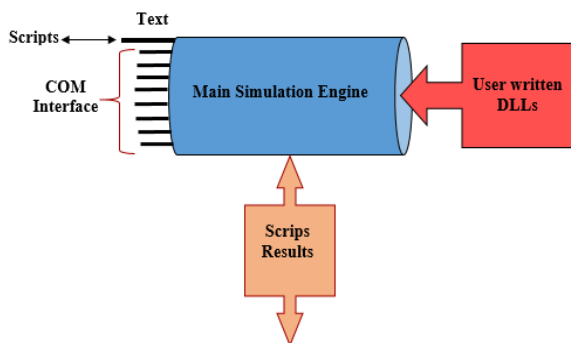 Text
Scripts
COM
Interface
Main Simulation Engine
User written
DLLs
Scrips
Results